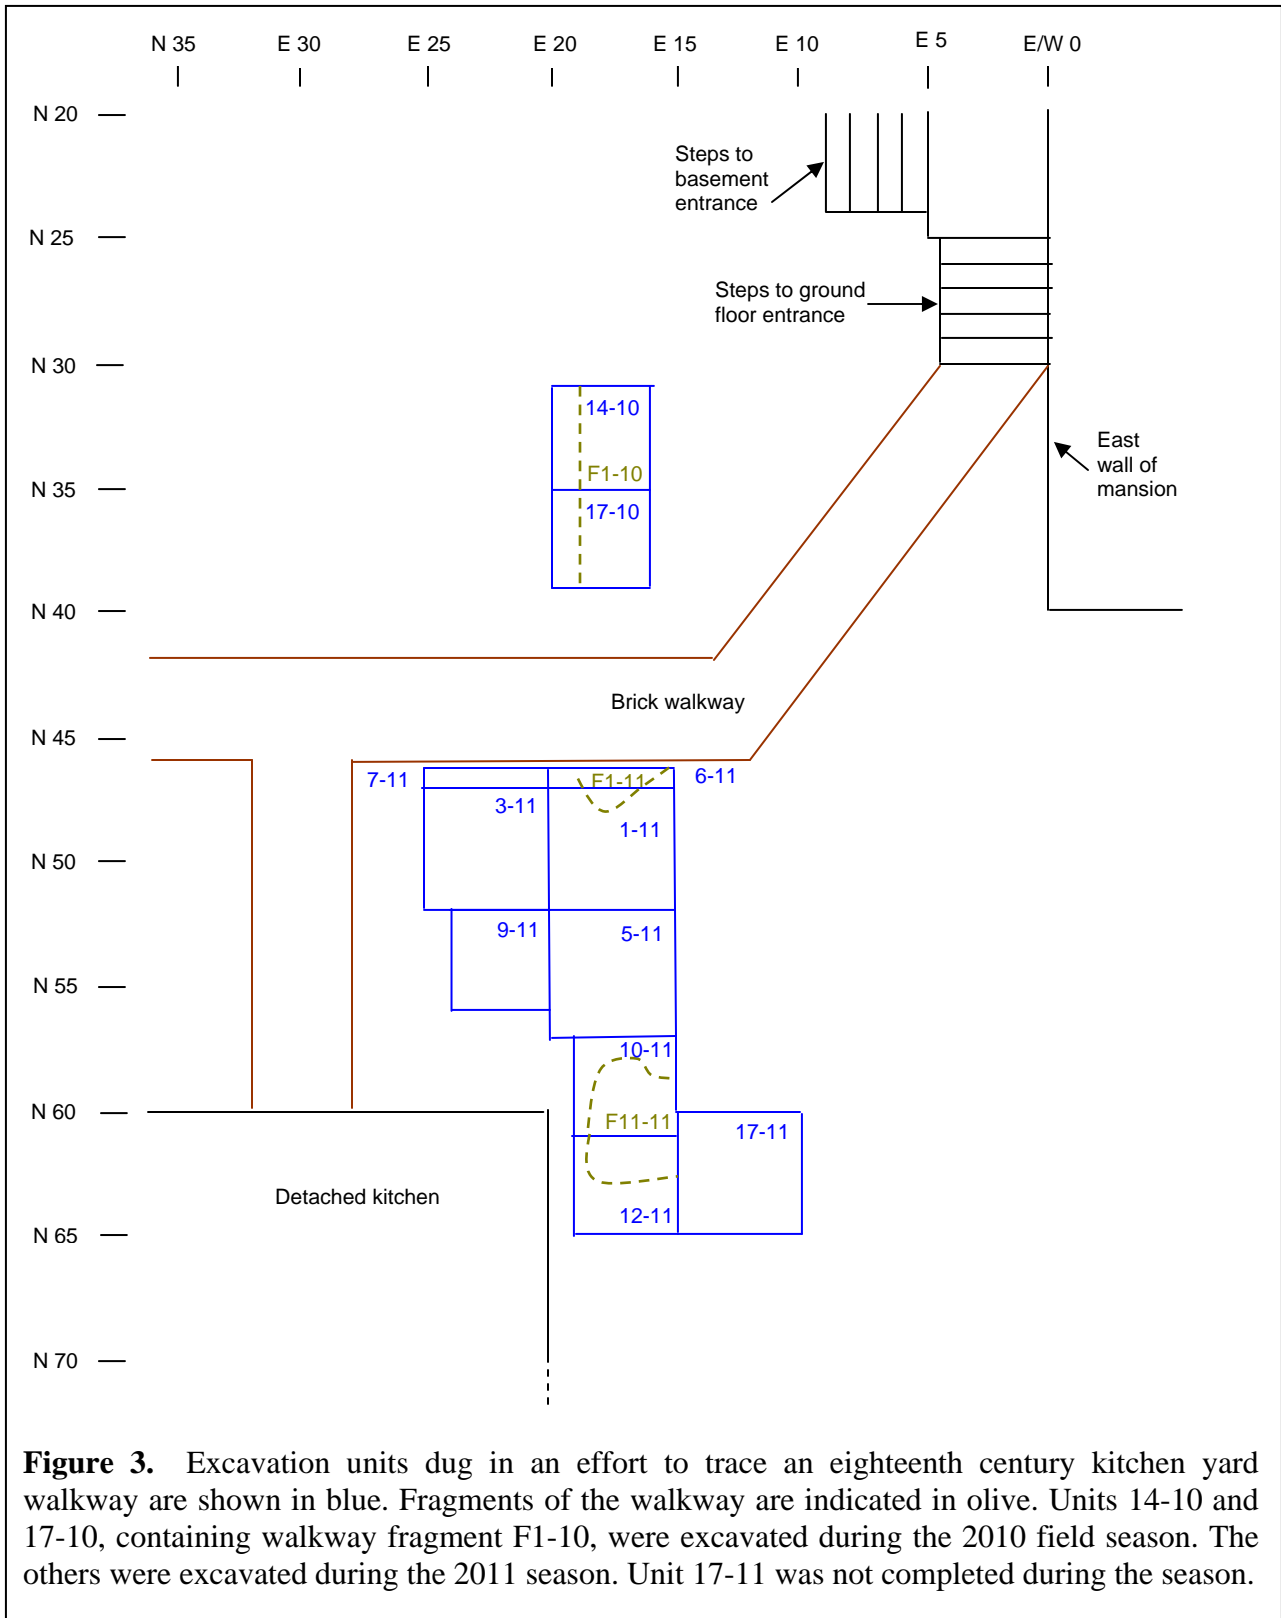 N 35 E 30 E 25 E 20 E 15 E 10 E 5 E/W 0
N 20
Steps to
basement
entrance
N 25
Steps to ground
floor entrance
N 30
14-10
East
wall of
mansion
F1-10
N 35
17-10
N 40
Brick walkway
N 45
7-11 F1-11 6-11
3-11
1-11
N 50
9-11 5-11
N 55
10-11
N 60
F11-11 17-11
Detached kitchen
12-11
N 65
N 70
Figure 3. Excavation units dug in an effort to trace an eighteenth century kitchen yard
walkway are shown in blue. Fragments of the walkway are indicated in olive. Units 14-10 and
17-10, containing walkway fragment F1-10, were excavated during the 2010 field season. The
others were excavated during the 2011 season. Unit 17-11 was not completed during the season.